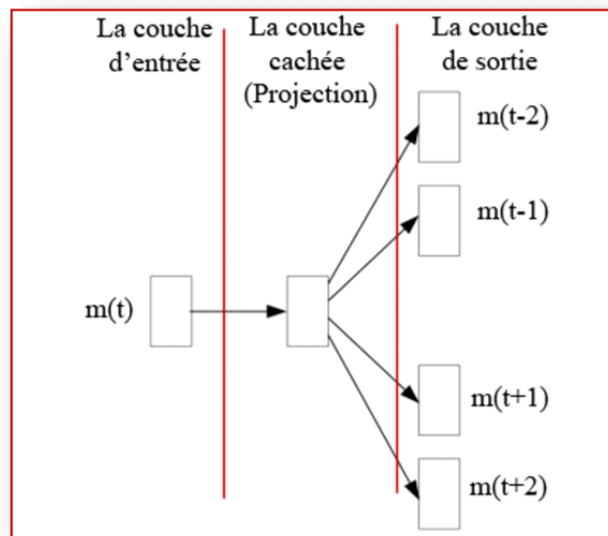 La couche
d’entrée
La couche
cachée
(Projection)
La couche
de sortie
m(t-2)
m(t-1)
m(t)
m(t+1)
m(t+2)